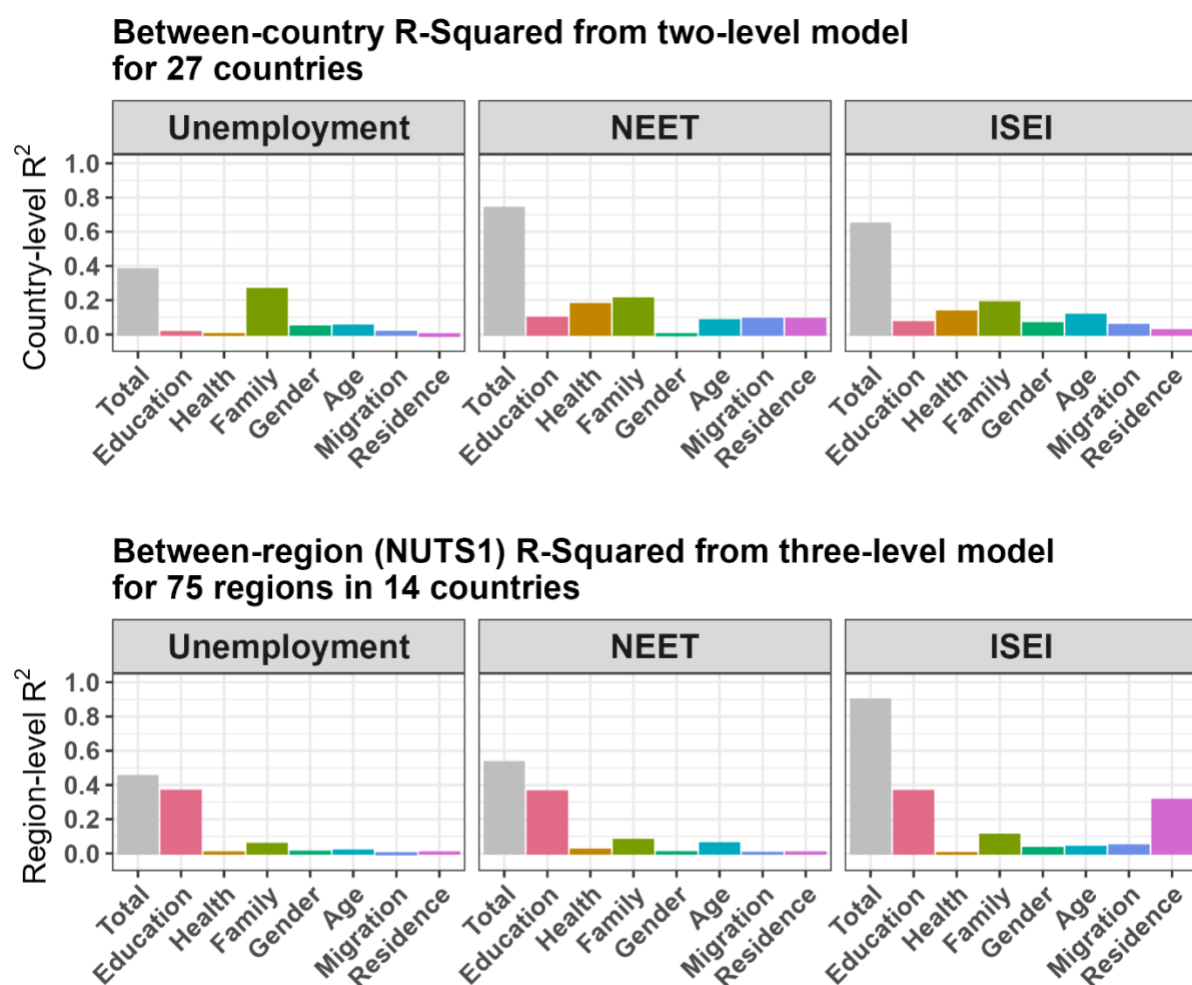 Between-country R-Squared from two-level model
for 27 countries
Unemployment NEET ISEI
Country-level R²
1.0
0.8
0.6
0.4
0.2
0.0
Total Education Health Family Gender Age Migration Residence
Total Education Health Family Gender Age Migration Residence
Total Education Health Family Gender Age Migration Residence
Between-region (NUTS1) R-Squared from three-level model
for 75 regions in 14 countries
Unemployment NEET ISEI
Region-level R²
1.0
0.8
0.6
0.4
0.2
0.0
Total Education Health Family Gender Age Migration Residence
Total Education Health Family Gender Age Migration Residence
Total Education Health Family Gender Age Migration Residence